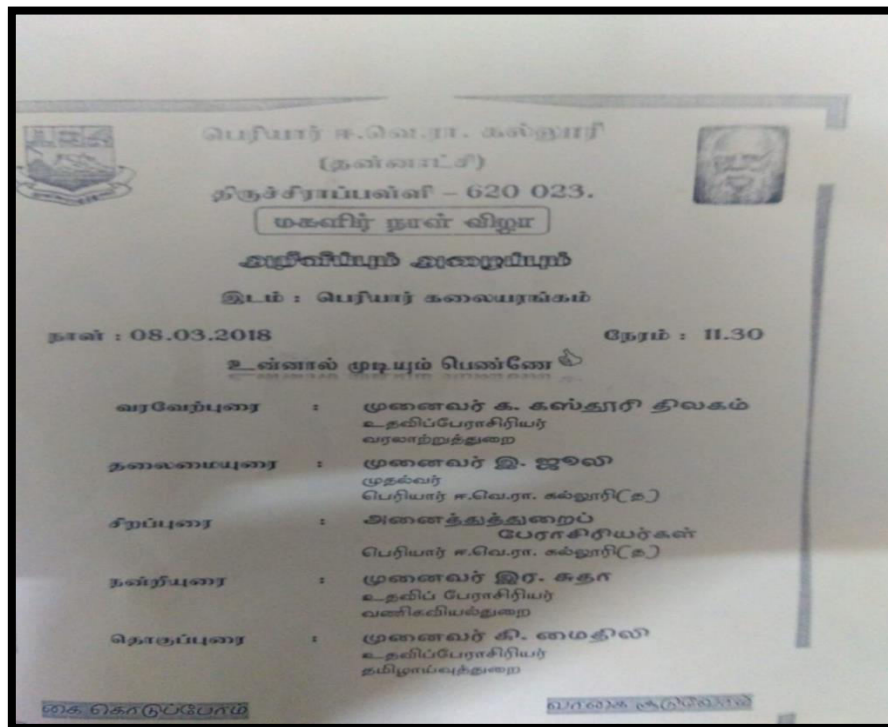 பெரியார் ஈ.வெ.ரா. கல்லூரி
(தன்னாட்சி)
திருச்சிராப்பள்ளி – 620 023.
மகளிர் நாள் விழா
அறிவிப்பும் அழைப்பும்
இடம் : பெரியார் கலையரங்கம்
நாள் : 08.03.2018 நேரம் : 11.30
உன்னால் முடியும் பெண்ணே
வரவேற்புரை : முனைவர் க. கஸ்தூரி திலகம்
உதவிப்பேராசிரியர்
வரலாற்றுத்துறை
தலைமையுரை : முனைவர் இ. ஜூலி
முதல்வர்
பெரியார் ஈ.வெ.ரா. கல்லூரி(த)
சிறப்புரை : அனைத்துத்துறைப்
பேராசிரியர்கள்
பெரியார் ஈ.வெ.ரா. கல்லூரி(த)
நன்றியுரை : முனைவர் இர. சுதா
உதவிப் பேராசிரியர்
வணிகவியல்துறை
தொகுப்புரை : முனைவர் கி. மைதிலி
உதவிப்பேராசிரியர்
தமிழாய்வுத்துறை
கை கொடுப்போம் வாகை சூடுவோம்